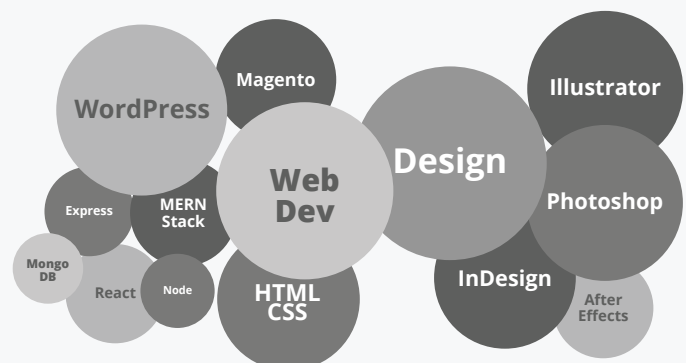 WordPress
Magento
Illustrator
Web
Dev
Design
Photoshop
Express
MERN
Stack
Mongo
DB
React
Node
HTML
CSS
InDesign
After
Effects